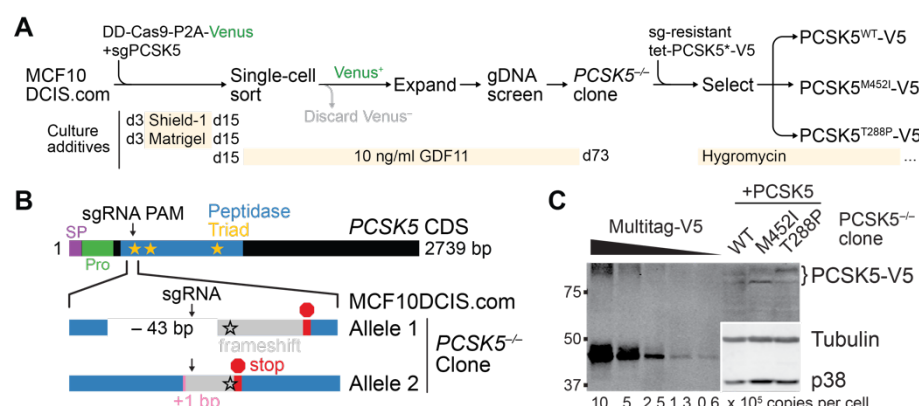 A
DD-Cas9-P2A-Venus
+sgPCSK5
MCF10
DCIS.com
Single-cell
sort
Venus⁺
Discard Venus⁻
Expand
gDNA
screen
PCSK5⁻/⁻
clone
sg-resistant
tet-PCSK5*-V5
Select
PCSK5ᵂᵀ-V5
PCSK5ᴹ⁴⁵²ᴵ-V5
PCSK5ᵀ²⁸⁸ᴾ-V5
Culture
additives
d3 Shield-1 d15
d3 Matrigel d15
d15 10 ng/ml GDF11 d73
Hygromycin ...
B
sgRNA PAM
Peptidase
Triad
PCSK5 CDS
SP
1
2739 bp
Pro
sgRNA
MCF10DCIS.com
– 43 bp
Allele 1
frameshift
stop
PCSK5⁻/⁻
Clone
Allele 2
+1 bp
C
+PCSK5
Multitag-V5
WT
M452I
T288P
PCSK5⁻/⁻
clone
75
PCSK5-V5
50
Tubulin
37
p38
10 5 2.5 1.3 0.6 x 10⁵ copies per cell